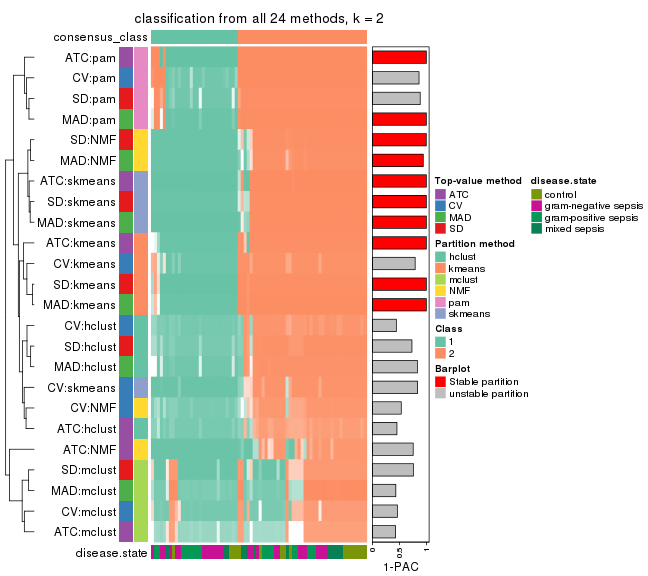 classification from all 24 methods, k = 2
consensus_class
ATC:pam
CV:pam
SD:pam
MAD:pam
SD:NMF
MAD:NMF
ATC:skmeans
SD:skmeans
MAD:skmeans
ATC:kmeans
CV:kmeans
SD:kmeans
MAD:kmeans
CV:hclust
SD:hclust
MAD:hclust
CV:skmeans
CV:NMF
ATC:hclust
ATC:NMF
SD:mclust
MAD:mclust
CV:mclust
ATC:mclust
disease.state
0
0.5
1
1-PAC
Top-value method
ATC
CV
MAD
SD
Partition method
hclust
kmeans
mclust
NMF
pam
skmeans
Class
1
2
Barplot
Stable partition
unstable partition
disease.state
control
gram-negative sepsis
gram-positive sepsis
mixed sepsis